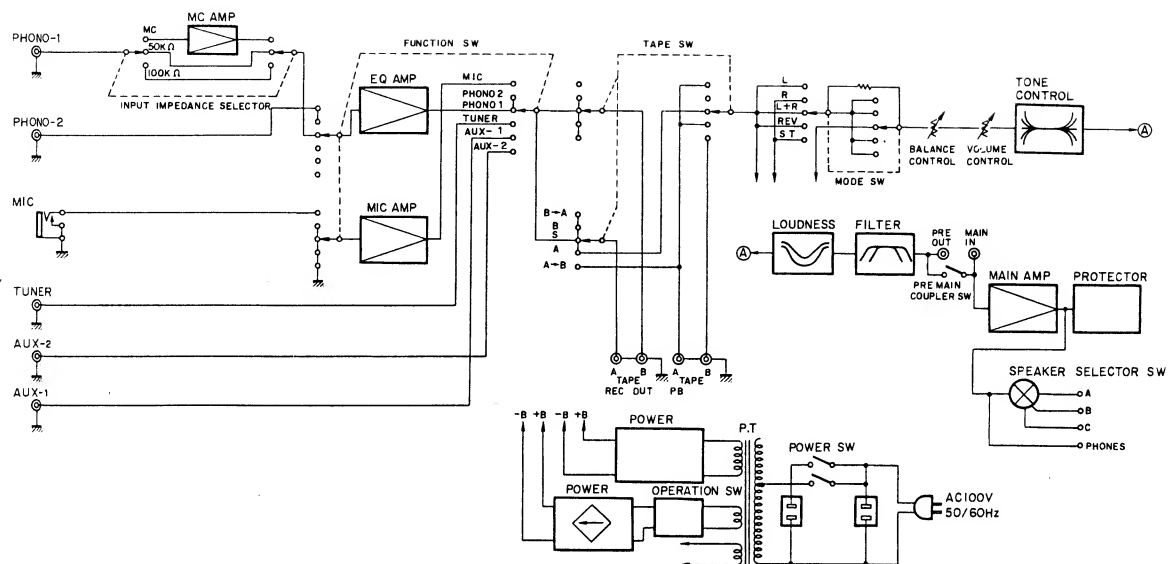 MC AMP
MC
PHONO-1
50KΩ
100KΩ
INPUT IMPEDANCE SELECTOR
PHONO-2
MIC
TUNER
AUX-2
AUX-1
FUNCTION SW
EQ AMP
MIC
PHONO 2
PHONO 1
TUNER
AUX-1
AUX-2
MIC AMP
TAPE SW
B→A
B
S
A
A→B
A B A B
TAPE TAPE
REC OUT PB
L
R
L+R
REV
ST
MODE SW
BALANCE CONTROL
VOLUME CONTROL
TONE CONTROL
A
A
LOUDNESS
FILTER
PRE OUT
MAIN IN
PRE MAIN COUPLER SW
MAIN AMP
PROTECTOR
SPEAKER SELECTOR SW
A
B
C
PHONES
-B +B -B +B
POWER
P.T
POWER SW
POWER
OPERATION SW
AC100V
50/60Hz